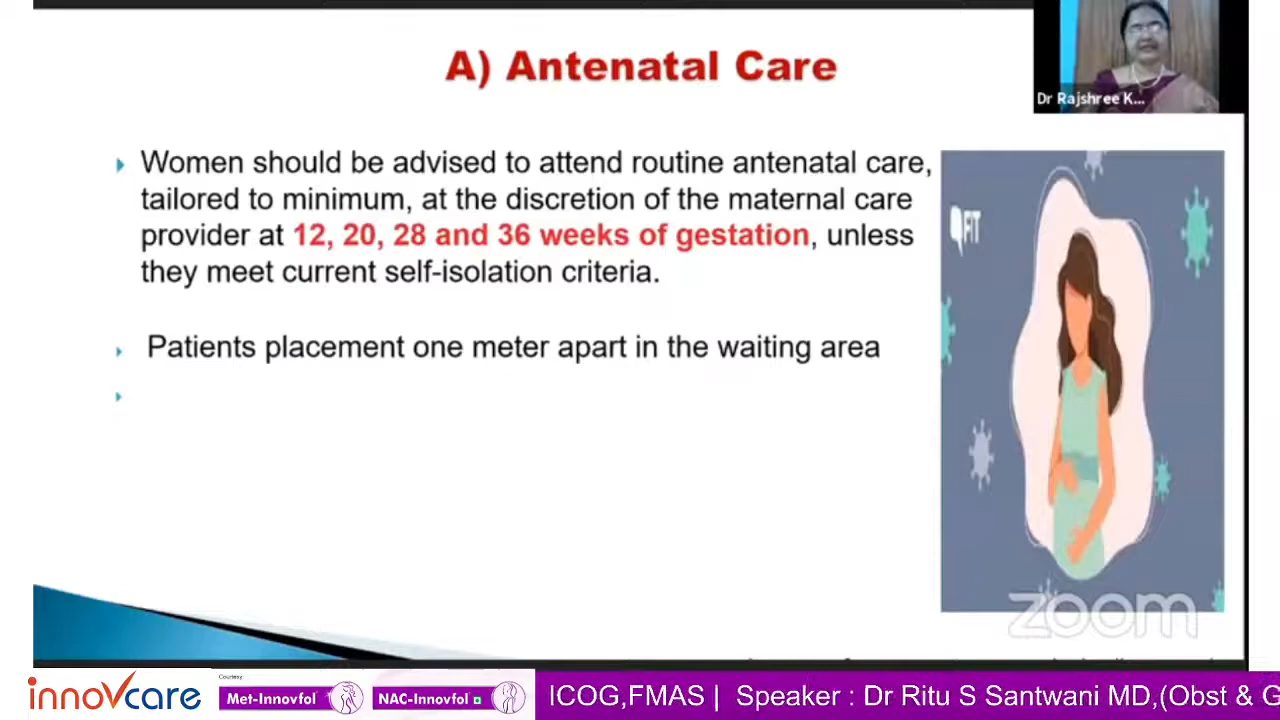 A) Antenatal Care
Dr Rajshree K...
Women should be advised to attend routine antenatal care,
tailored to minimum, at the discretion of the maternal care
provider at 12, 20, 28 and 36 weeks of gestation, unless
they meet current self-isolation criteria.
Patients placement one meter apart in the waiting area
FIT
zoom
innovcare
Courtesy
Met-Innovfol
NAC-Innovfol
ICOG,FMAS | Speaker : Dr Ritu S Santwani MD,(Obst & G